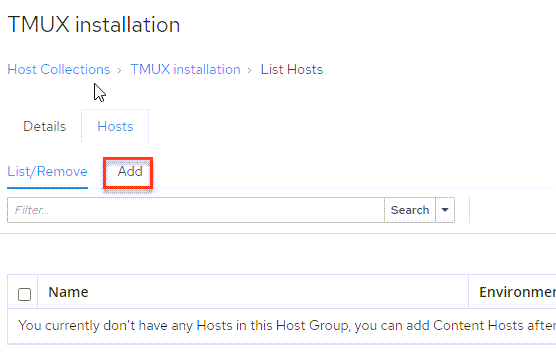 TMUX installation
Host Collections › TMUX installation › List Hosts
Details Hosts
List/Remove Add
Filter... Search
Name Environmen
You currently don't have any Hosts in this Host Group, you can add Content Hosts after